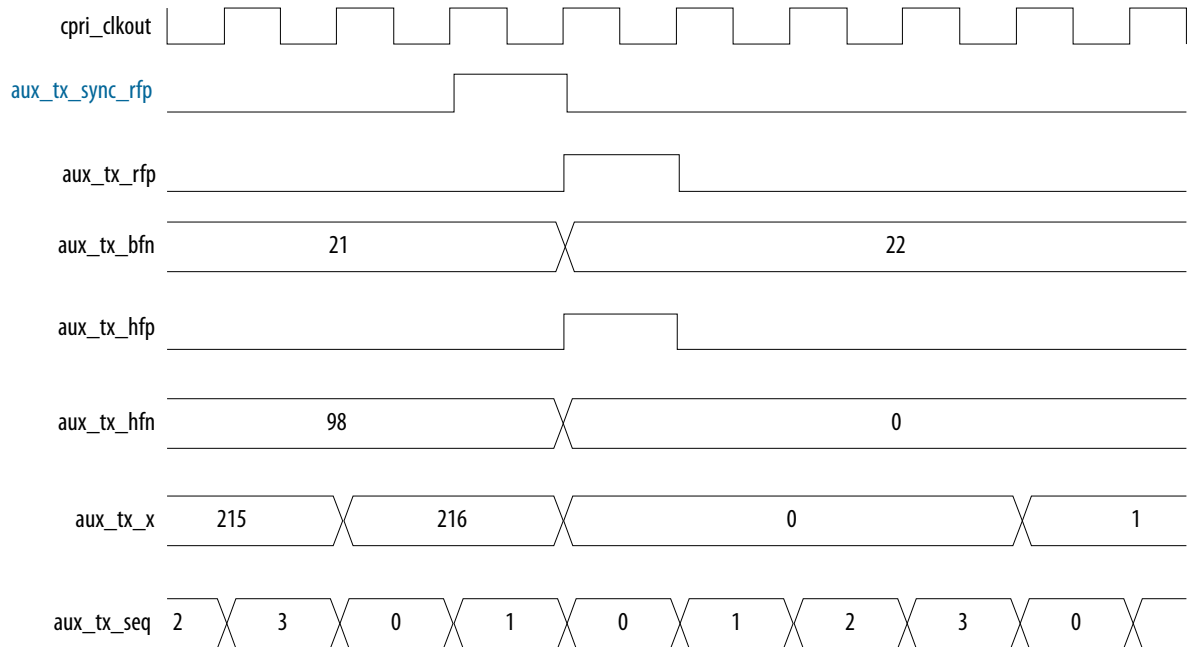 cpri_clkout
aux_tx_sync_rfp
aux_tx_rfp
aux_tx_bfn 21 22
aux_tx_hfp
aux_tx_hfn 98 0
aux_tx_x 215 216 0 1
aux_tx_seq 2 3 0 1 0 1 2 3 0